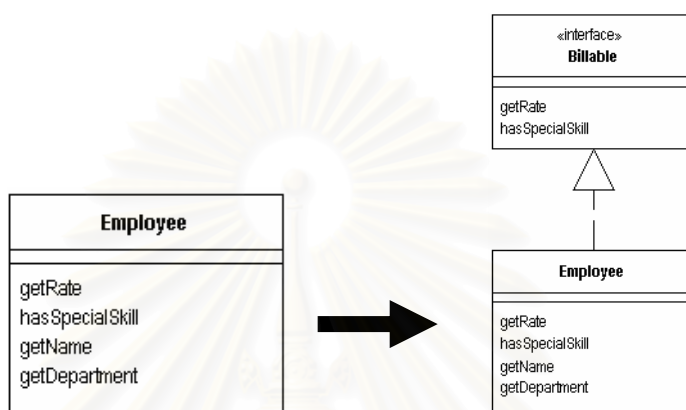 Employee
getRate
hasSpecialSkill
getName
getDepartment
«interface»
Billable
getRate
hasSpecialSkill
Employee
getRate
hasSpecialSkill
getName
getDepartment